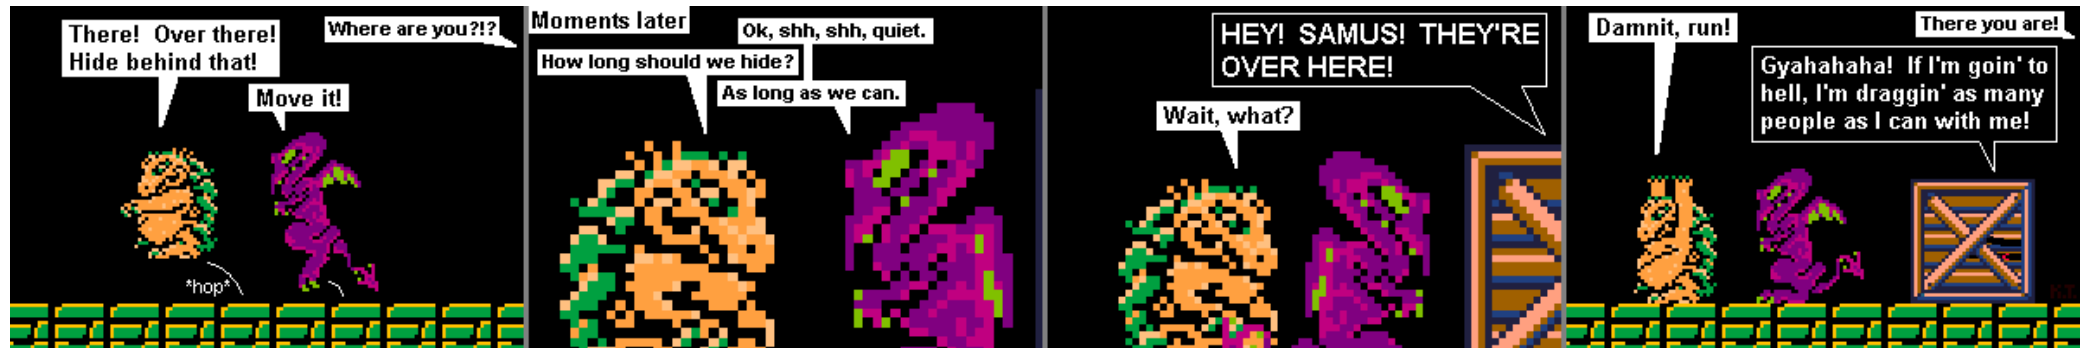 There!  Over there!
Hide behind that!
Where are you?!?
Move it!
*hop*
Moments later
Ok, shh, shh, quiet.
How long should we hide?
As long as we can.
HEY!  SAMUS!  THEY'RE
OVER HERE!
Wait, what?
Damnit, run!
There you are!
Gyahahaha!  If I'm goin' to
hell, I'm draggin' as many
people as I can with me!